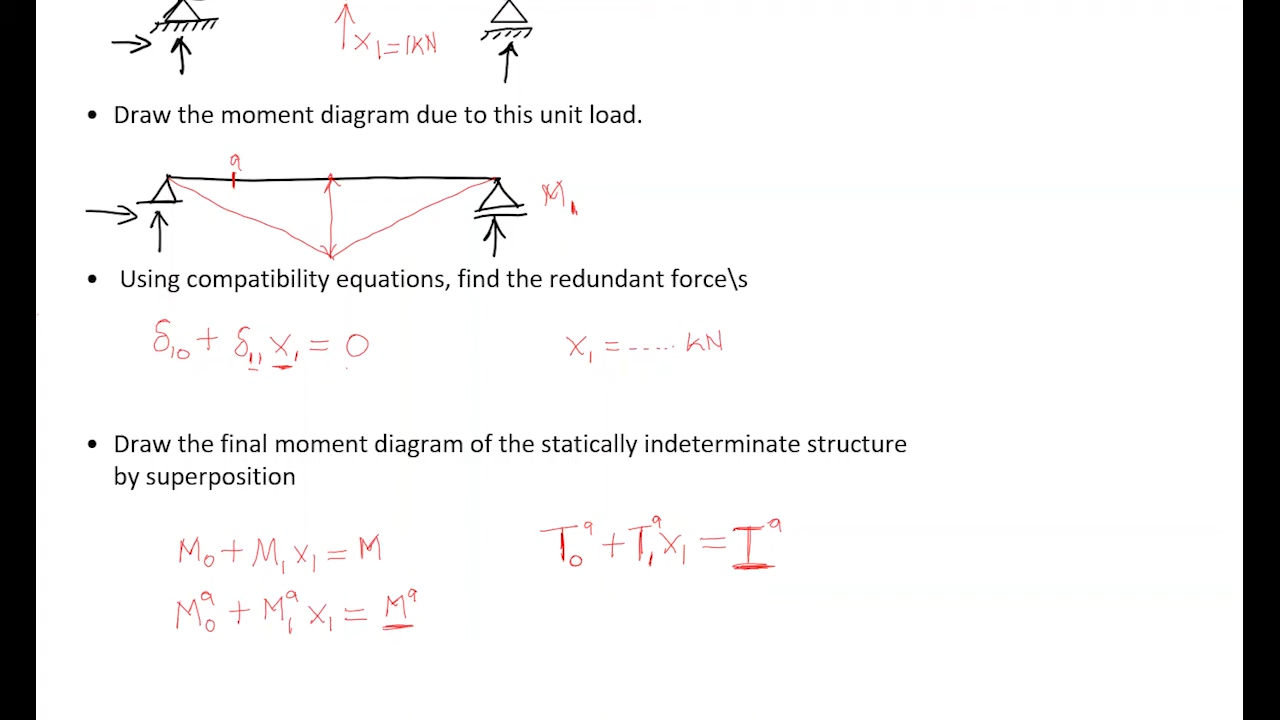 X₁=1KN
• Draw the moment diagram due to this unit load.
a
M₁
• Using compatibility equations, find the redundant force\s
δ₁₀ + δ₁₁ X₁ = 0
X₁ = ...... KN
• Draw the final moment diagram of the statically indeterminate structure
by superposition
M₀ + M₁ X₁ = M
T₀ᵃ + T₁ᵃ X₁ = Tᵃ
M₀ᵃ + M₁ᵃ X₁ = Mᵃ